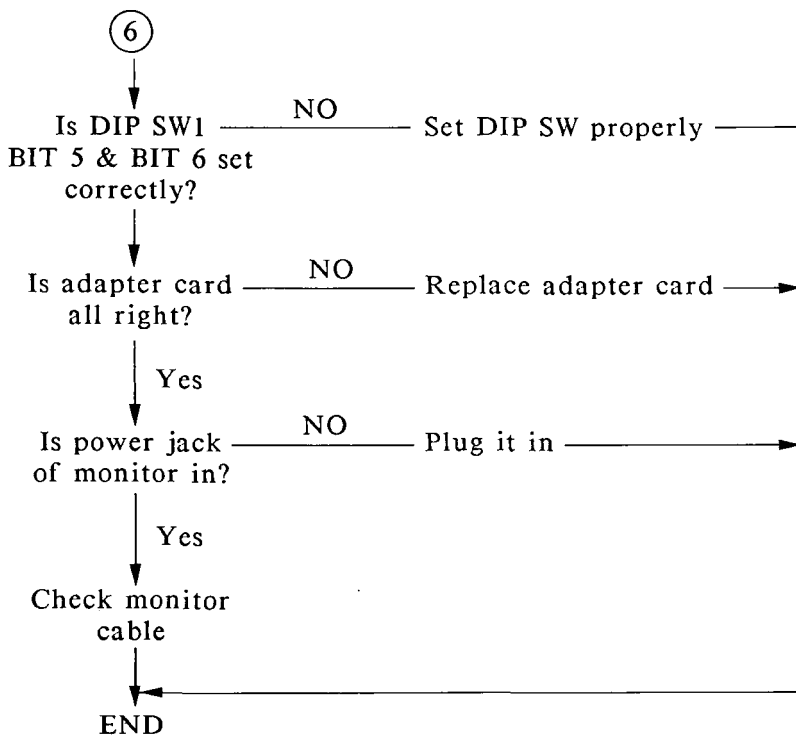 6
NO
Is DIP SW1
Set DIP SW properly
BIT 5 & BIT 6 set
correctly?
NO
Is adapter card
Replace adapter card
all right?
Yes
NO
Is power jack
Plug it in
of monitor in?
Yes
Check monitor
cable
END